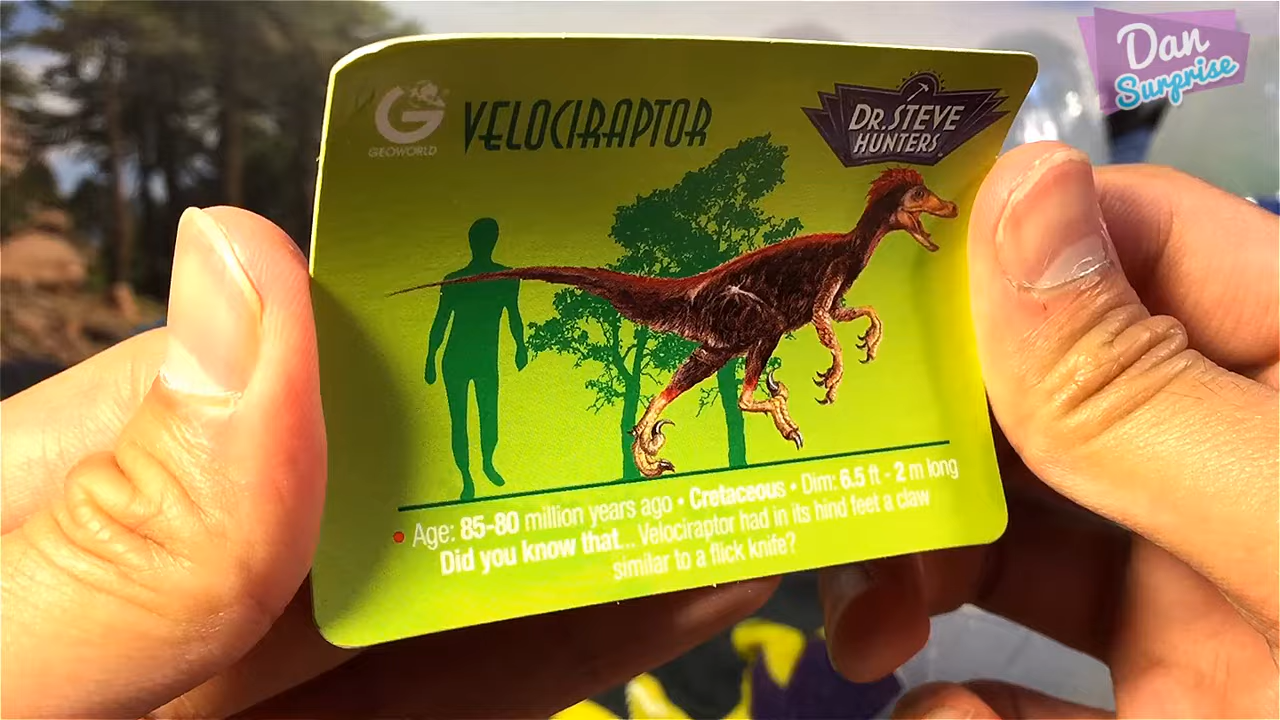 Dan
Surprise
GEOWORLD
VELOCIRAPTOR
DR. STEVE
HUNTERS
Age: 85-80 million years ago • Cretaceous • Dim: 6.5 ft - 2 m long
Did you know that... Velociraptor had in its hind feet a claw
similar to a flick knife?